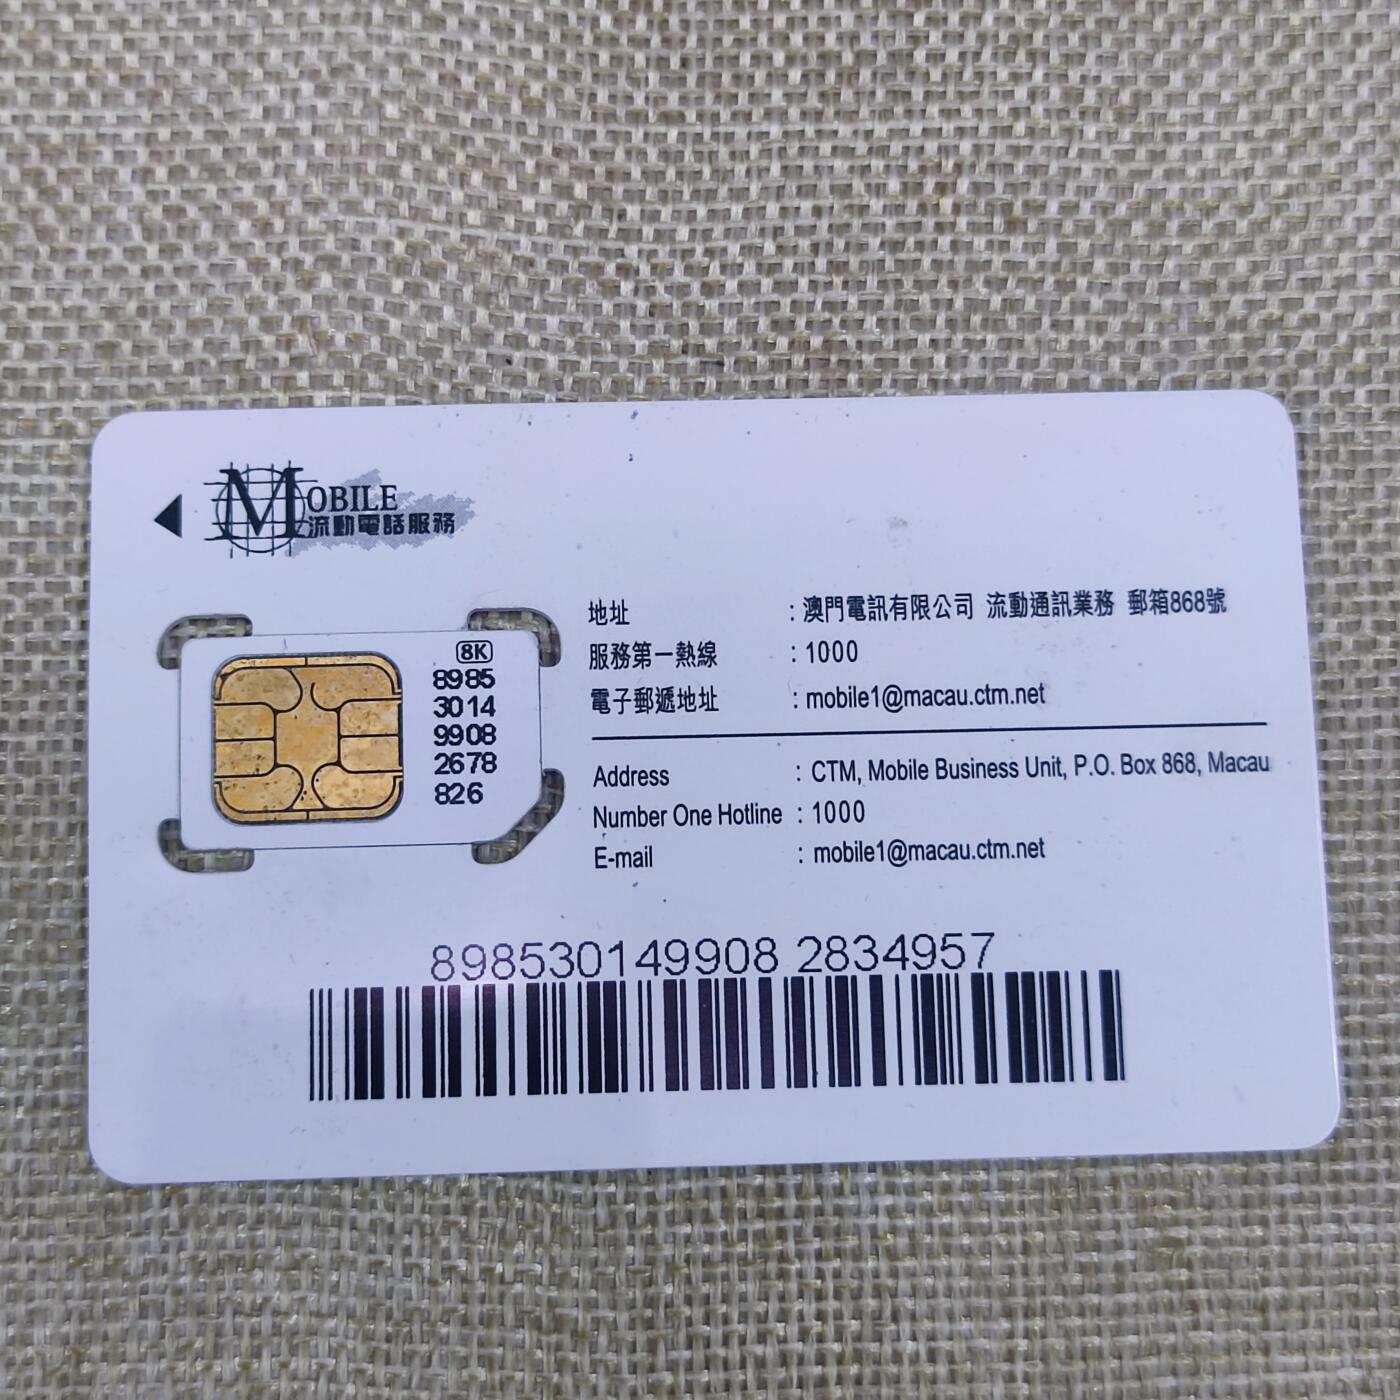 MOBILE
流動電話服務
8K
8985
3014
9908
2678
826
地址 : 澳門電訊有限公司 流動通訊業務 郵箱868號
服務第一熱線 : 1000
電子郵遞地址 : mobile1@macau.ctm.net
Address : CTM, Mobile Business Unit, P.O. Box 868, Macau
Number One Hotline : 1000
E-mail : mobile1@macau.ctm.net
898530149908 2834957